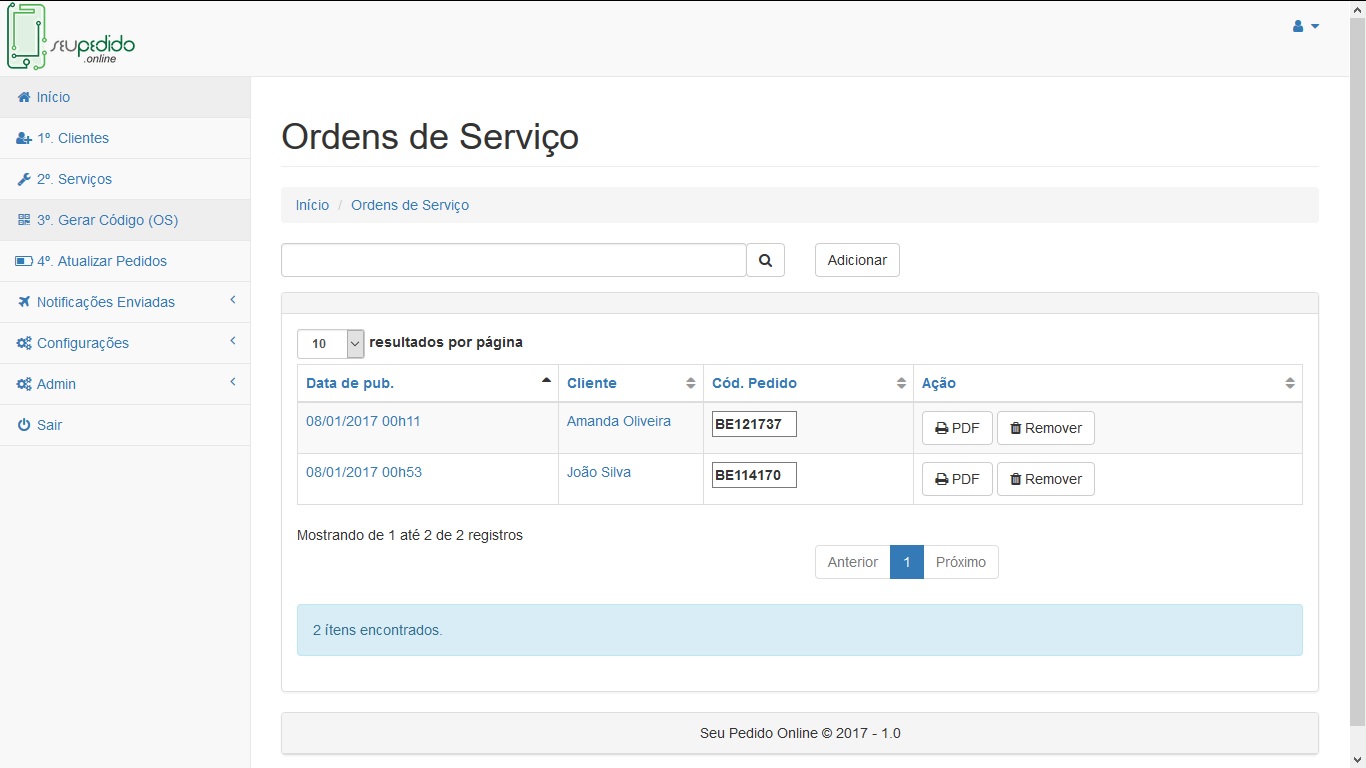 seupedido
.online
Início
1º. Clientes
2º. Serviços
3º. Gerar Código (OS)
4º. Atualizar Pedidos
Notificações Enviadas
Configurações
Admin
Sair
Ordens de Serviço
Início / Ordens de Serviço
Adicionar
10 resultados por página
Data de pub. Cliente Cód. Pedido Ação
08/01/2017 00h11 Amanda Oliveira BE121737 PDF Remover
08/01/2017 00h53 João Silva BE114170 PDF Remover
Mostrando de 1 até 2 de 2 registros
Anterior 1 Próximo
2 ítens encontrados.
Seu Pedido Online © 2017 - 1.0